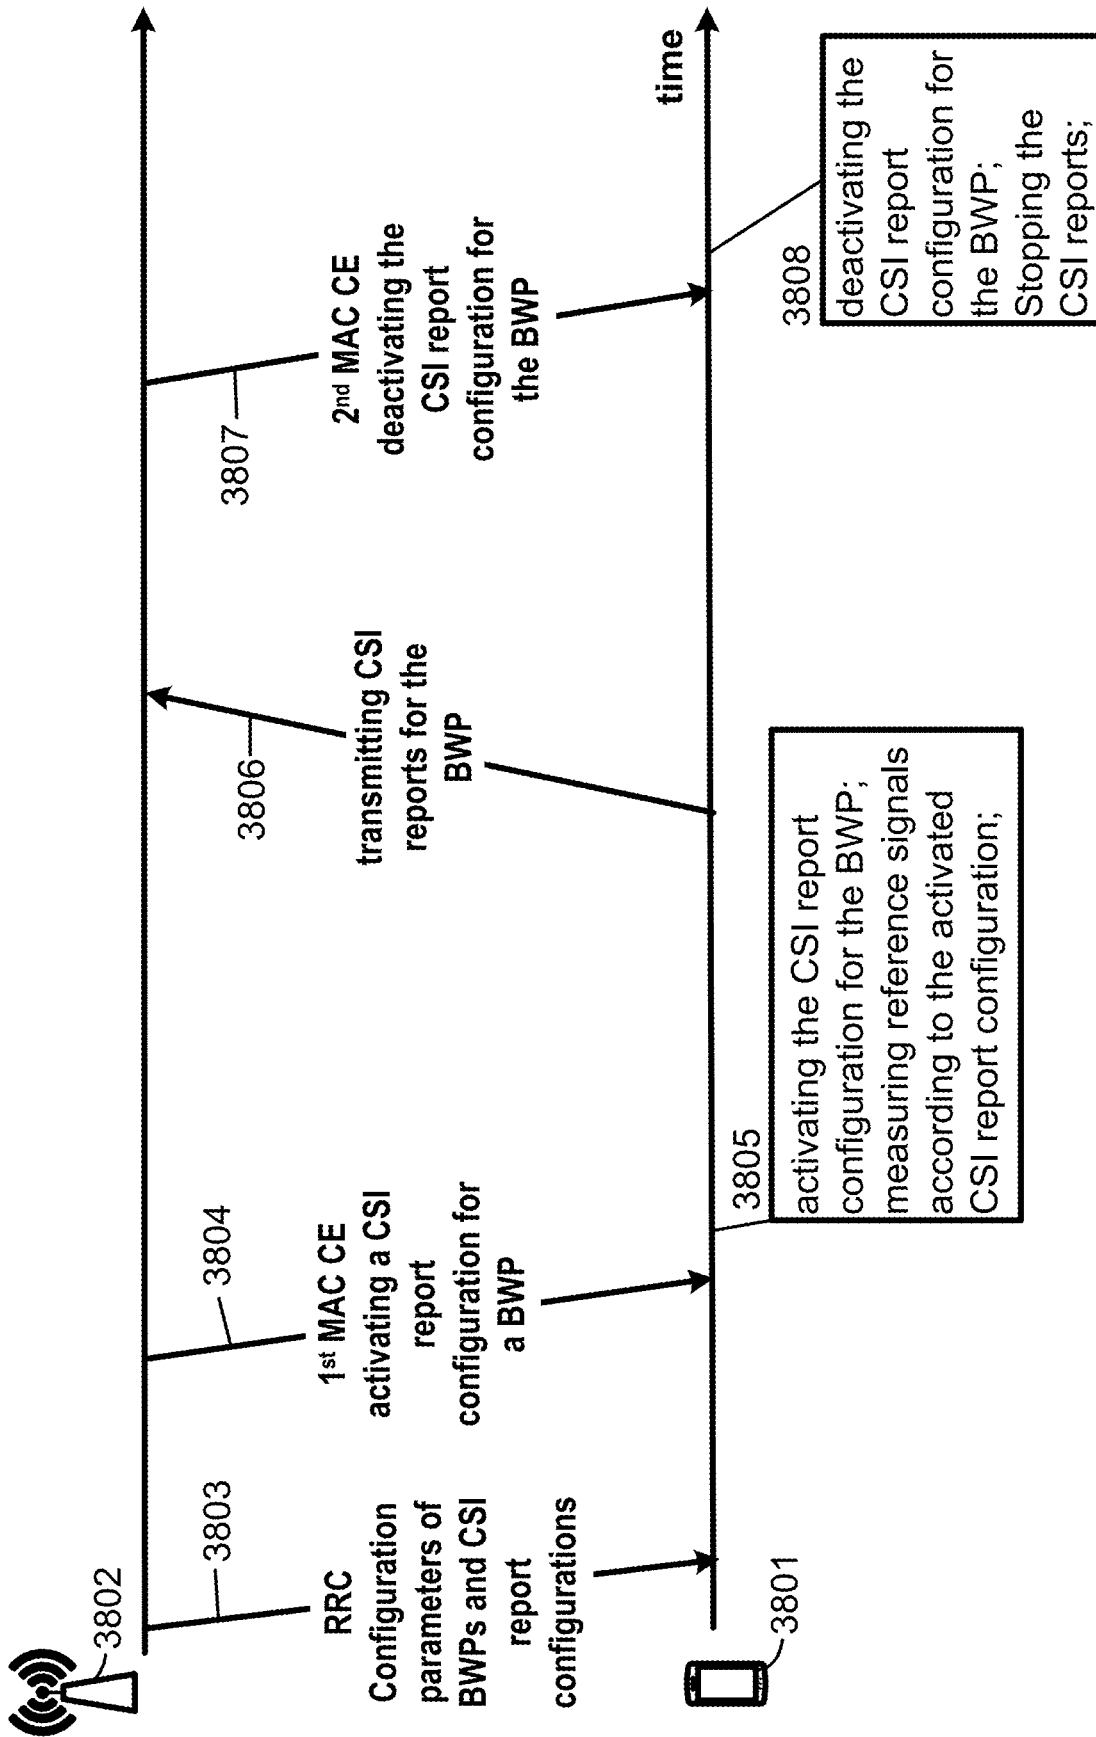 3802
3803
RRC
Configuration
parameters of
BWPs and CSI
report
configurations
3801
3804
1st MAC CE
activating a CSI
report
configuration for
a BWP
3805
activating the CSI report
configuration for the BWP;
measuring reference signals
according to the activated
CSI report configuration;
3806
transmitting CSI
reports for the
BWP
3807
2nd MAC CE
deactivating the
CSI report
configuration for
the BWP
3808
deactivating the
CSI report
configuration for
the BWP;
Stopping the
CSI reports;
time